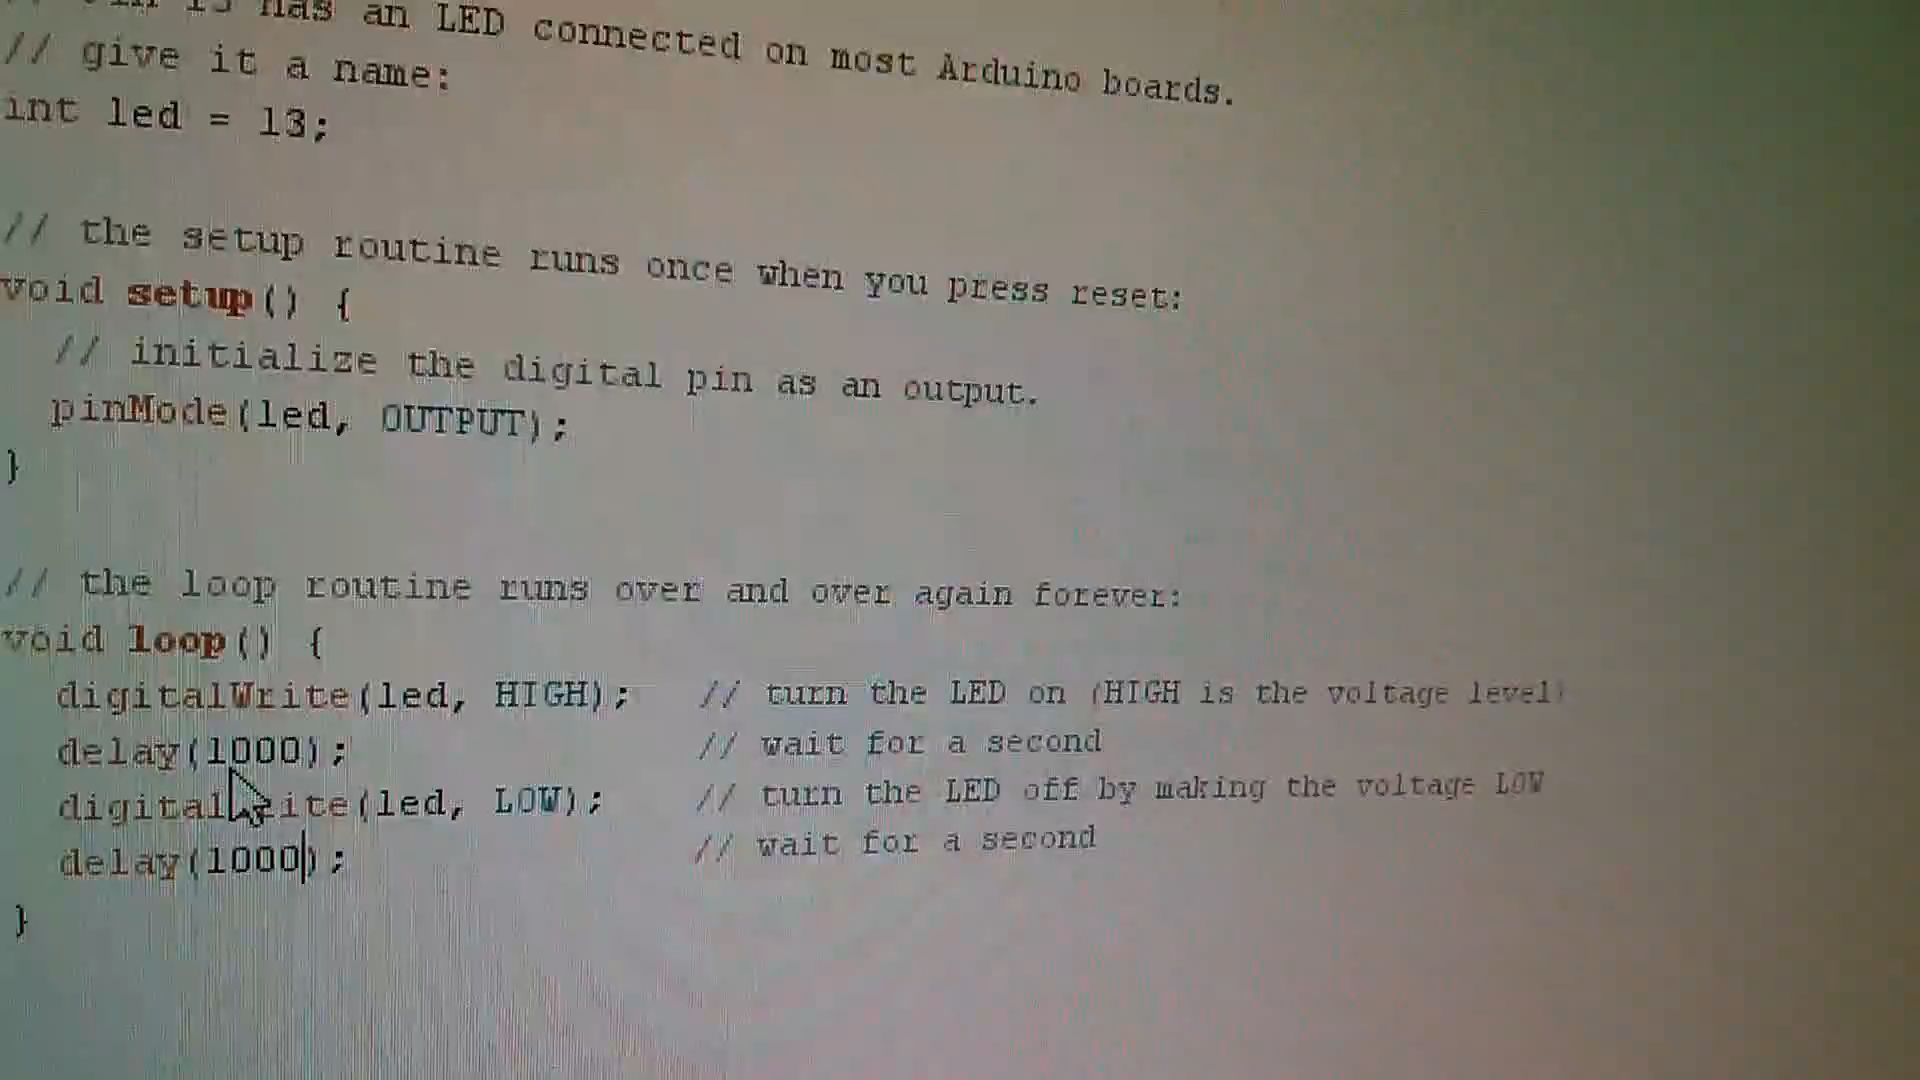 // Pin 13 has an LED connected on most Arduino boards.
// give it a name:
int led = 13;
// the setup routine runs once when you press reset:
void setup() {
// initialize the digital pin as an output.
pinMode(led, OUTPUT);
}
// the loop routine runs over and over again forever:
void loop() {
digitalWrite(led, HIGH); // turn the LED on (HIGH is the voltage level)
delay(1000); // wait for a second
digitalWrite(led, LOW); // turn the LED off by making the voltage LOW
delay(1000); // wait for a second
}